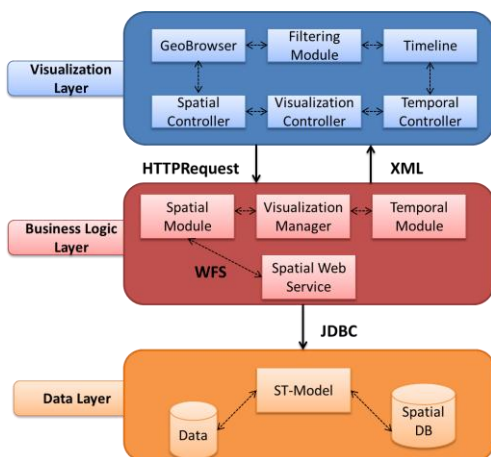 GeoBrowser
Filtering
Module
Timeline
Visualization
Layer
Spatial
Controller
Visualization
Controller
Temporal
Controller
HTTPRequest
XML
Spatial
Module
Visualization
Manager
Temporal
Module
Business Logic
Layer
WFS
Spatial Web
Service
JDBC
ST-Model
Data Layer
Data
Spatial
DB